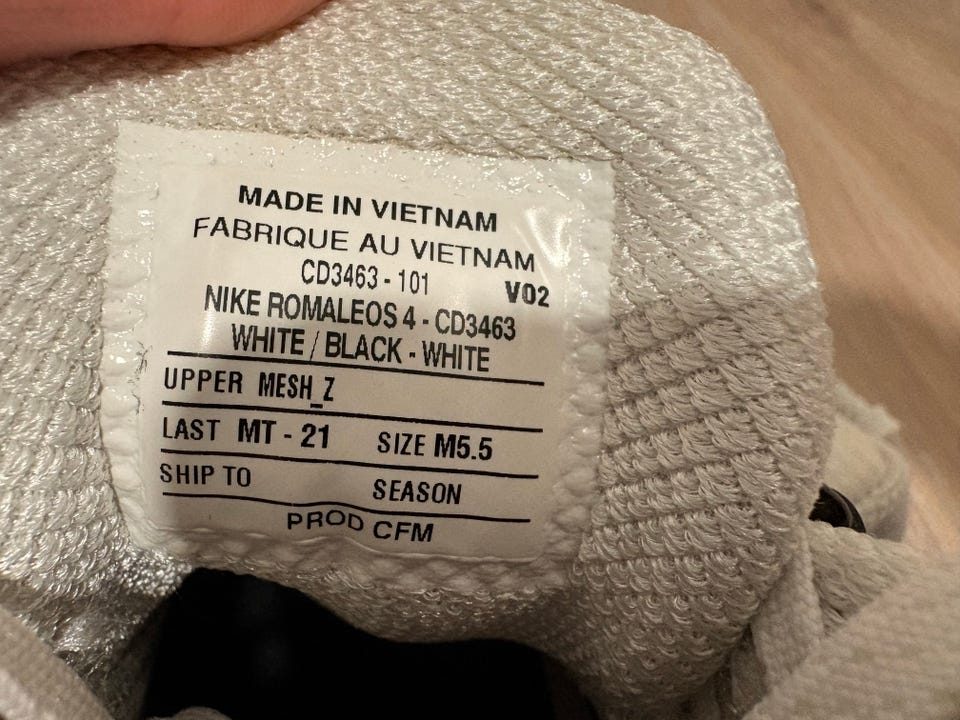 MADE IN VIETNAM
FABRIQUE AU VIETNAM
CD3463 - 101 V02
NIKE ROMALEOS 4 - CD3463
WHITE / BLACK - WHITE
UPPER MESH_Z
LAST MT - 21 SIZE M5.5
SHIP TO SEASON
PROD CFM